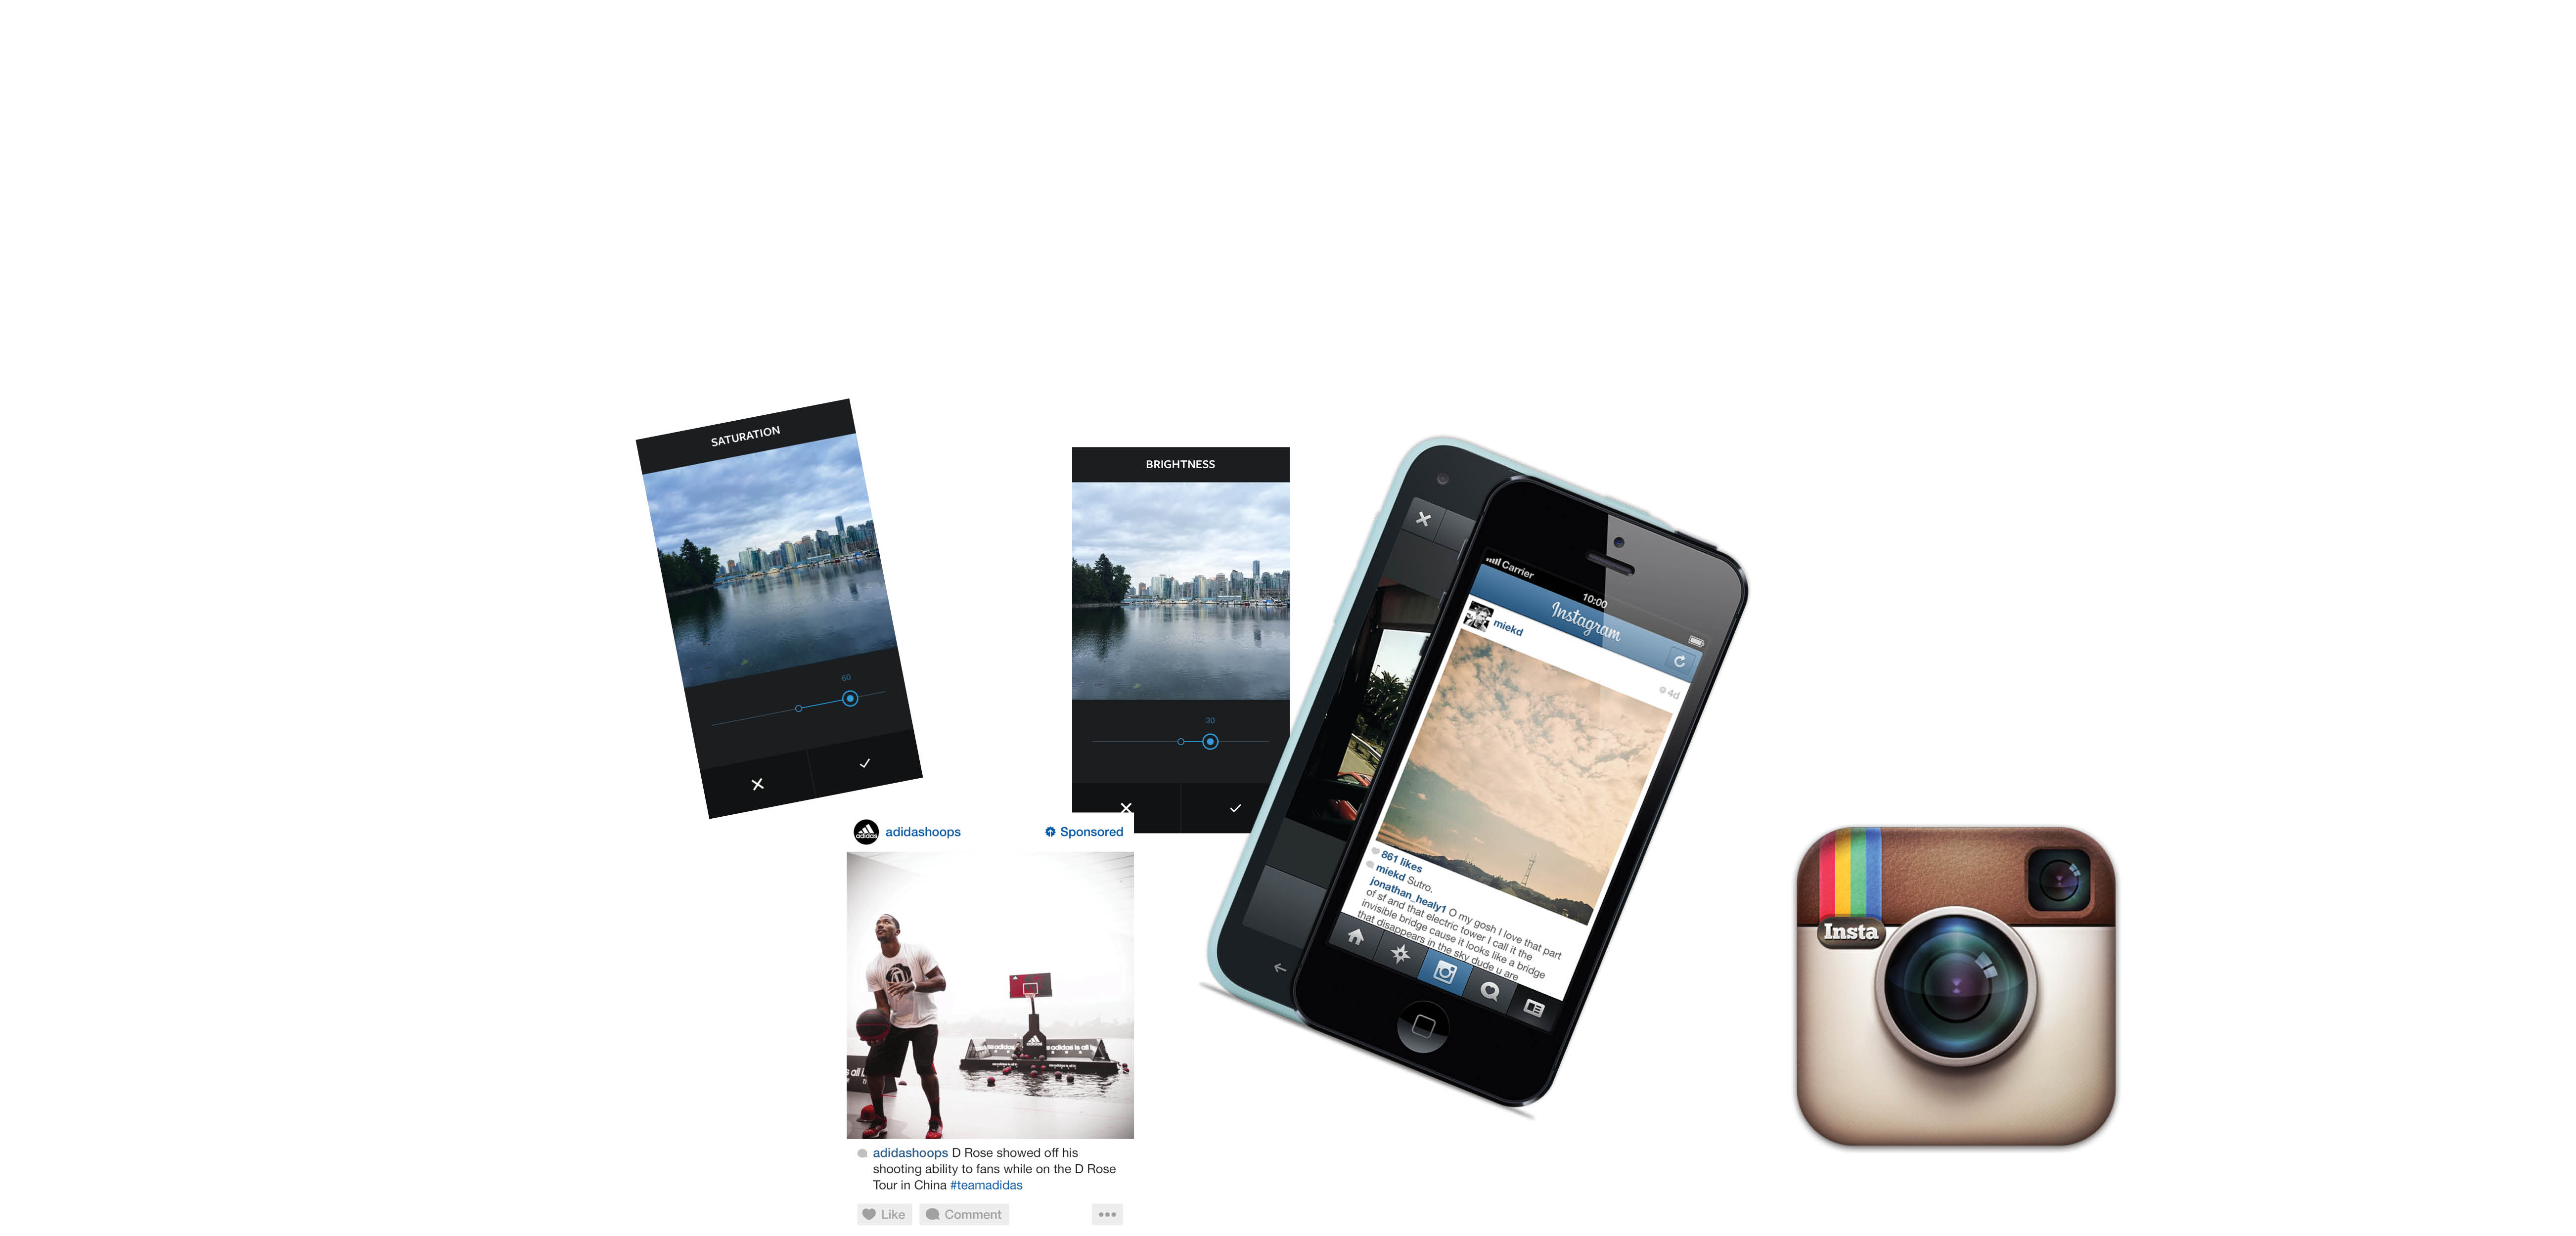 SATURATION
60
BRIGHTNESS
30
adidas
adidashoops
Sponsored
adidashoops D Rose showed off his
shooting ability to fans while on the D Rose
Tour in China #teamadidas
Like
Comment
Carrier
10:00
Instagram
miekd
4d
861 likes
miekd Sutro.
jonathan_healy1 O my gosh I love that part
of sf and that electric tower I call it the
invisible bridge cause it looks like a bridge
that disappears in the sky dude u are
Insta